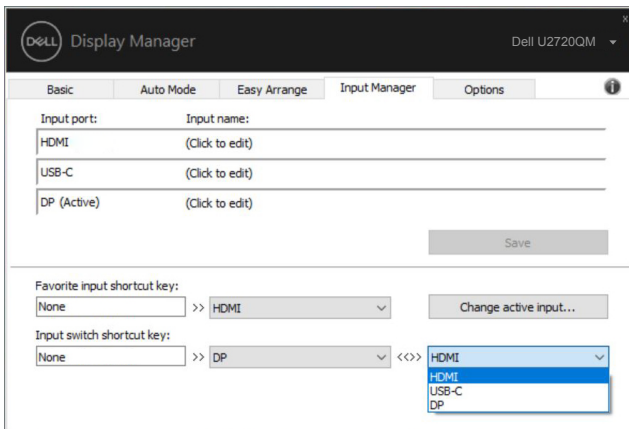 x
DELL Display Manager Dell U2720QM
Basic Auto Mode Easy Arrange Input Manager Options i
Input port: Input name:
HDMI (Click to edit)
USB-C (Click to edit)
DP (Active) (Click to edit)
Save
Favorite input shortcut key:
None >> HDMI Change active input...
Input switch shortcut key:
None >> DP <<>> HDMI
HDMI
USB-C
DP